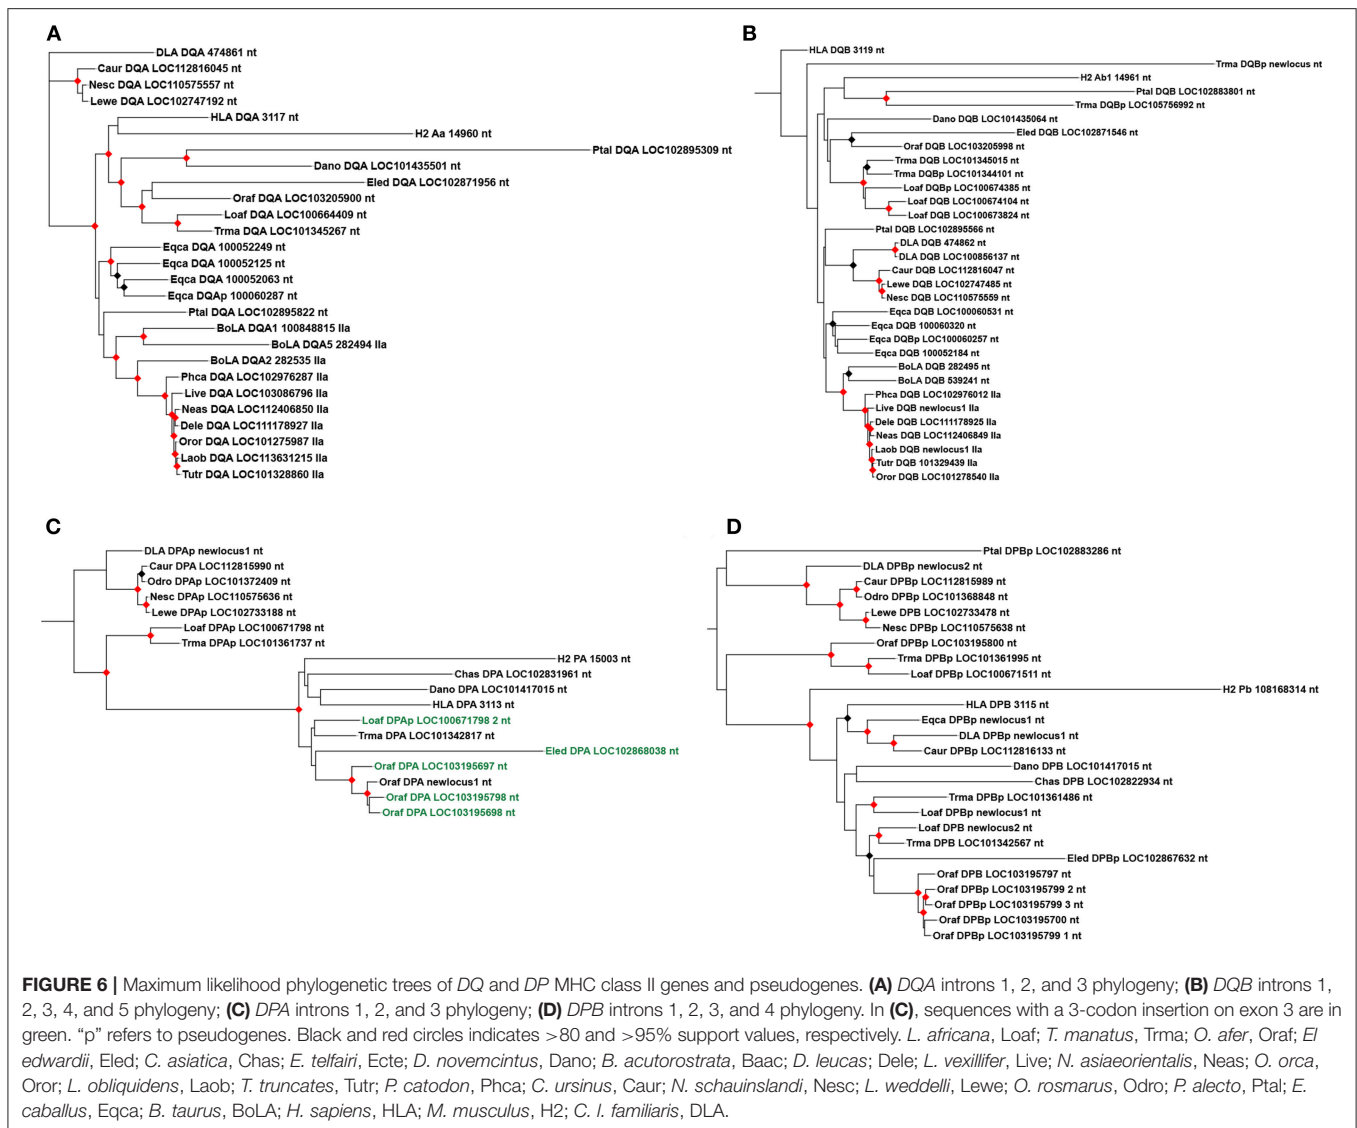 A
DLA DQA 474861 nt
Caur DQA LOC112816045 nt
Nesc DQA LOC110575557 nt
Lewe DQA LOC102747192 nt
HLA DQA 3117 nt
H2 Aa 14960 nt
Ptal DQA LOC102895309 nt
Dano DQA LOC101435501 nt
Eled DQA LOC102871956 nt
Oraf DQA LOC103205900 nt
Loaf DQA LOC100664409 nt
Trma DQA LOC101345267 nt
Eqca DQA 100052249 nt
Eqca DQA 100052125 nt
Eqca DQA 100052063 nt
Eqca DQAp 100060287 nt
Ptal DQA LOC102895822 nt
BoLA DQA1 100848815 IIa
BoLA DQA5 282494 IIa
BoLA DQA2 282535 IIa
Phca DQA LOC102976287 IIa
Live DQA LOC103086796 IIa
Neas DQA LOC112406850 IIa
Dele DQA LOC111178927 IIa
Oror DQA LOC101275987 IIa
Laob DQA LOC113631215 IIa
Tutr DQA LOC101328860 IIa
B
HLA DQB 3119 nt
Trma DQBp newlocus nt
H2 Ab1 14961 nt
Ptal DQB LOC102883801 nt
Trma DQBp LOC105756992 nt
Dano DQB LOC101435064 nt
Eled DQB LOC102871546 nt
Oraf DQB LOC103205998 nt
Trma DQB LOC101345015 nt
Trma DQBp LOC101344101 nt
Loaf DQBp LOC100674385 nt
Loaf DQB LOC100674104 nt
Loaf DQB LOC100673824 nt
Ptal DQB LOC102895566 nt
DLA DQB 474862 nt
DLA DQB LOC100856137 nt
Caur DQB LOC112816047 nt
Lewe DQB LOC102747485 nt
Nesc DQB LOC110575559 nt
Eqca DQB LOC100060531 nt
Eqca DQB 100060320 nt
Eqca DQBp LOC100060257 nt
Eqca DQB 100052184 nt
BoLA DQB 282495 nt
BoLA DQB 539241 nt
Phca DQB LOC102976012 IIa
Live DQB newlocus1 IIa
Dele DQB LOC111178925 IIa
Neas DQB LOC112406849 IIa
Laob DQB newlocus1 IIa
Tutr DQB 101329439 IIa
Oror DQB LOC101278540 IIa
C
DLA DPAp newlocus1 nt
Caur DPA LOC112815990 nt
Odro DPAp LOC101372409 nt
Nesc DPAp LOC110575636 nt
Lewe DPAp LOC102733188 nt
Loaf DPAp LOC100671798 nt
Trma DPAp LOC101361737 nt
H2 PA 15003 nt
Chas DPA LOC102831961 nt
Dano DPA LOC101417015 nt
HLA DPA 3113 nt
Loaf DPAp LOC100671798 2 nt
Trma DPA LOC101342817 nt
Eled DPA LOC102868038 nt
Oraf DPA LOC103195697 nt
Oraf DPA newlocus1 nt
Oraf DPA LOC103195798 nt
Oraf DPA LOC103195698 nt
D
Ptal DPBp LOC102883286 nt
DLA DPBp newlocus2 nt
Caur DPBp LOC112815989 nt
Odro DPBp LOC101368848 nt
Lewe DPB LOC102733478 nt
Nesc DPBp LOC110575638 nt
Oraf DPBp LOC103195800 nt
Trma DPBp LOC101361995 nt
Loaf DPBp LOC100671511 nt
H2 Pb 108168314 nt
HLA DPB 3115 nt
Eqca DPBp newlocus1 nt
DLA DPBp newlocus1 nt
Caur DPBp LOC112816133 nt
Dano DPB LOC101417015 nt
Chas DPB LOC102822934 nt
Trma DPBp LOC101361486 nt
Loaf DPBp newlocus1 nt
Loaf DPB newlocus2 nt
Trma DPB LOC101342567 nt
Eled DPBp LOC102867632 nt
Oraf DPB LOC103195797 nt
Oraf DPBp LOC103195799 2 nt
Oraf DPBp LOC103195799 3 nt
Oraf DPBp LOC103195700 nt
Oraf DPBp LOC103195799 1 nt
FIGURE 6 | Maximum likelihood phylogenetic trees of DQ and DP MHC class II genes and pseudogenes. (A) DQA introns 1, 2, and 3 phylogeny; (B) DQB introns 1,
2, 3, 4, and 5 phylogeny; (C) DPA introns 1, 2, and 3 phylogeny; (D) DPB introns 1, 2, 3, and 4 phylogeny. In (C), sequences with a 3-codon insertion on exon 3 are in
green. “p” refers to pseudogenes. Black and red circles indicates >80 and >95% support values, respectively. L. africana, Loaf; T. manatus, Trma; O. afer, Oraf; El
edwardii, Eled; C. asiatica, Chas; E. telfairi, Ecte; D. novemcintus, Dano; B. acutorostrata, Baac; D. leucas; Dele; L. vexillifer, Live; N. asiaeorientalis, Neas; O. orca,
Oror; L. obliquidens, Laob; T. truncates, Tutr; P. catodon, Phca; C. ursinus, Caur; N. schauinslandi, Nesc; L. weddelli, Lewe; O. rosmarus, Odro; P. alecto, Ptal; E.
caballus, Eqca; B. taurus, BoLA; H. sapiens, HLA; M. musculus, H2; C. l. familiaris, DLA.